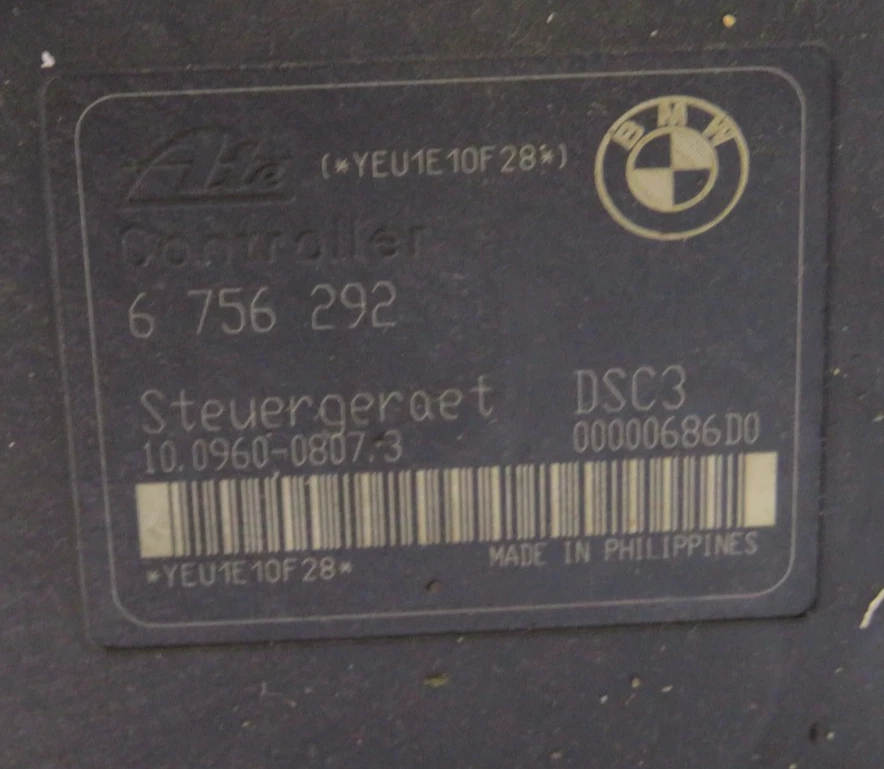 Ate (*YEU1E10F28*) BMW
Controller
6 756 292
Steuergeraet DSC3
10.0960-0807.3 00000686D0
*YEU1E10F28* MADE IN PHILIPPINES